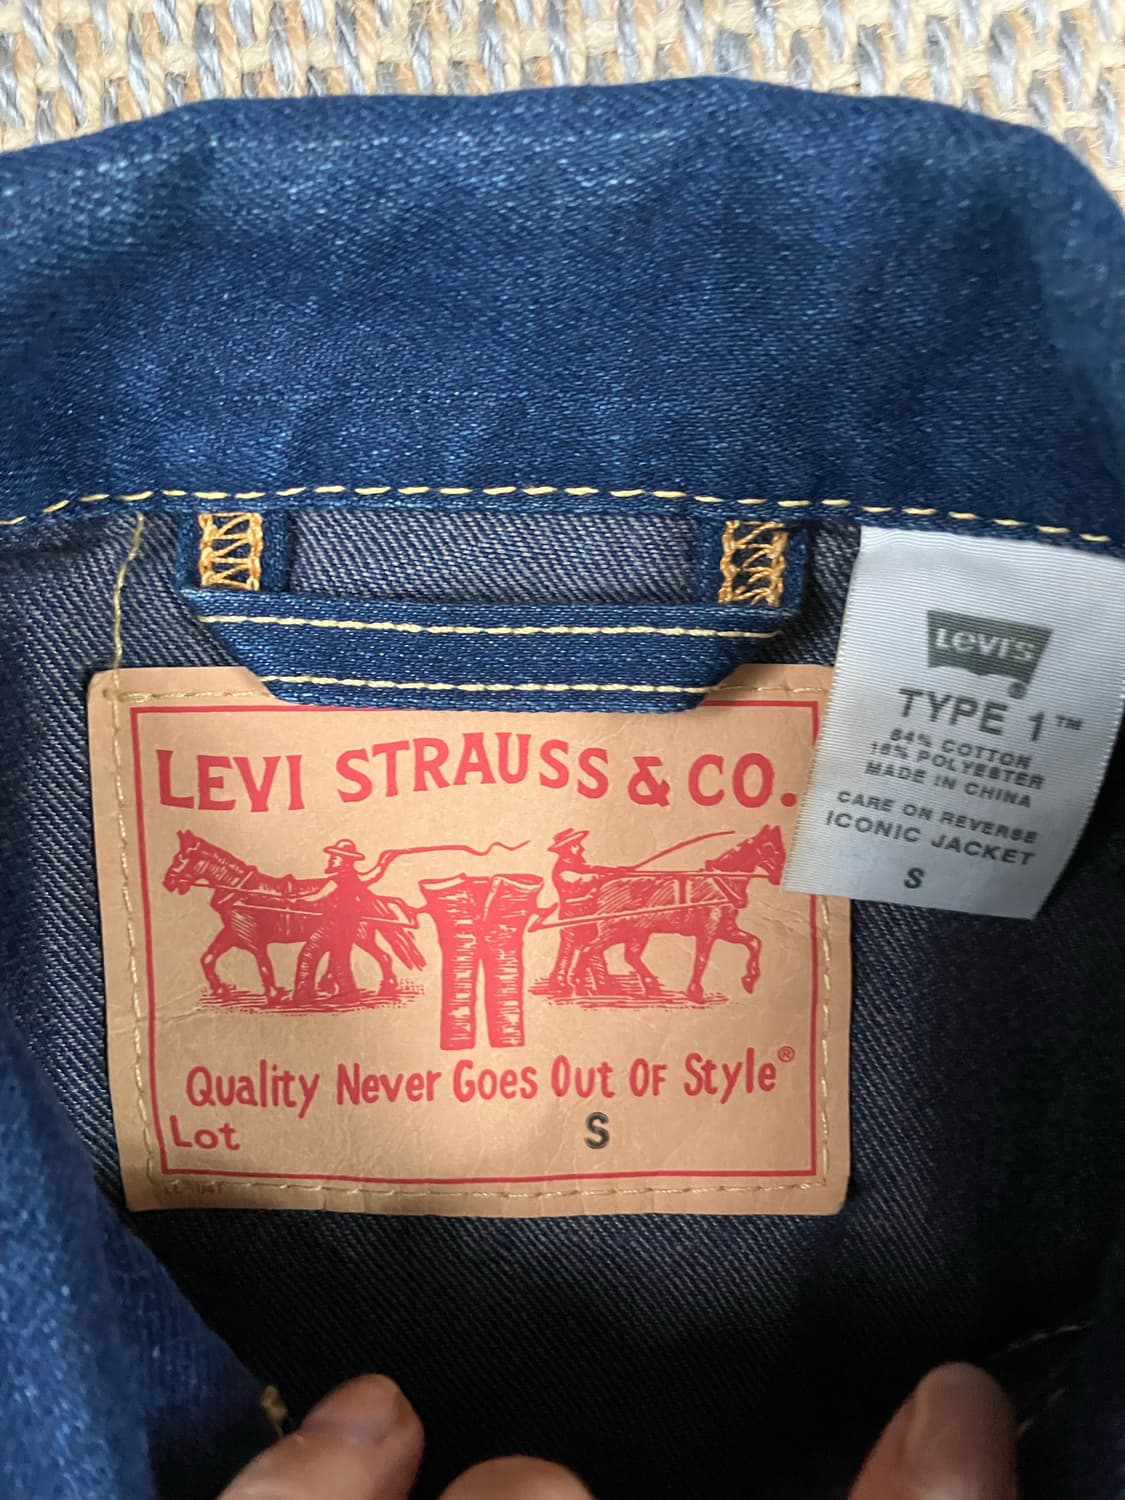 LEVI STRAUSS & CO.
Quality Never Goes Out Of Style®
Lot
S
Levi's
®
TYPE 1™
84% COTTON
16% POLYESTER
MADE IN CHINA
CARE ON REVERSE
ICONIC JACKET
S